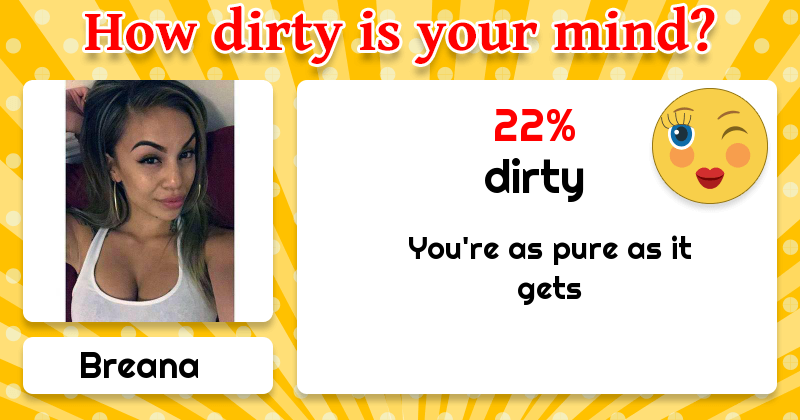 How dirty is your mind?
22%
dirty
You're as pure as it
gets
Breana